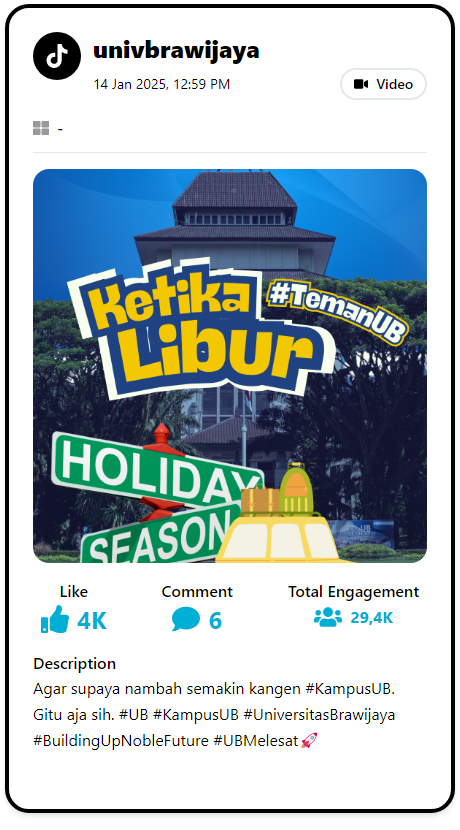 univbrawijaya
14 Jan 2025, 12:59 PM
Video
-
Ketika
Libur
#TemanUB
HOLIDAY
SEASON
UB
Like
Comment
Total Engagement
4K
6
29,4K
Description
Agar supaya nambah semakin kangen #KampusUB.
Gitu aja sih. #UB #KampusUB #UniversitasBrawijaya
#BuildingUpNobleFuture #UBMelesat🚀